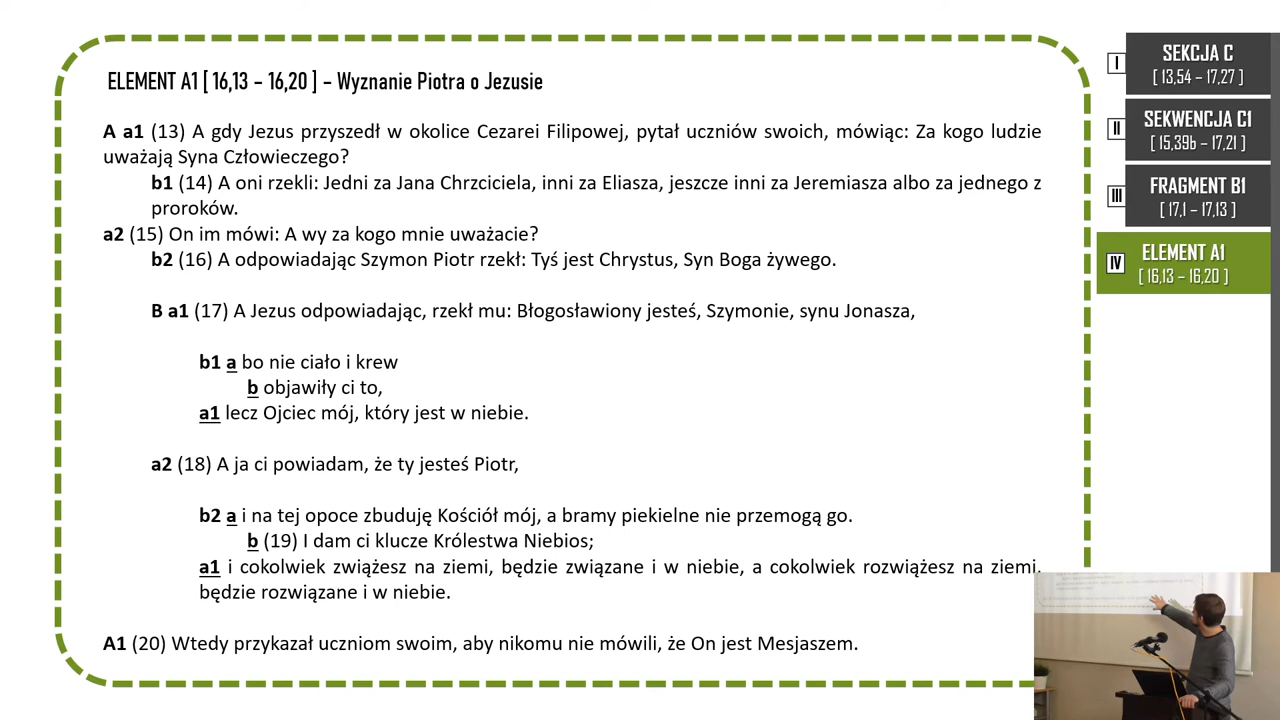 ELEMENT A1 [ 16,13 – 16,20 ] – Wyznanie Piotra o Jezusie
A a1 (13) A gdy Jezus przyszedł w okolice Cezarei Filipowej, pytał uczniów swoich, mówiąc: Za kogo ludzie
uważają Syna Człowieczego?
b1 (14) A oni rzekli: Jedni za Jana Chrzciciela, inni za Eliasza, jeszcze inni za Jeremiasza albo za jednego z
proroków.
a2 (15) On im mówi: A wy za kogo mnie uważacie?
b2 (16) A odpowiadając Szymon Piotr rzekł: Tyś jest Chrystus, Syn Boga żywego.
B a1 (17) A Jezus odpowiadając, rzekł mu: Błogosławiony jesteś, Szymonie, synu Jonasza,
b1 a bo nie ciało i krew
b objawiły ci to,
a1 lecz Ojciec mój, który jest w niebie.
a2 (18) A ja ci powiadam, że ty jesteś Piotr,
b2 a i na tej opoce zbuduję Kościół mój, a bramy piekielne nie przemogą go.
b (19) I dam ci klucze Królestwa Niebios;
a1 i cokolwiek zwiążesz na ziemi, będzie związane i w niebie, a cokolwiek rozwiążesz na ziemi,
będzie rozwiązane i w niebie.
A1 (20) Wtedy przykazał uczniom swoim, aby nikomu nie mówili, że On jest Mesjaszem.
I
SEKCJA C
[ 13,54 – 17,27 ]
II
SEKWENCJA C1
[ 15,39b – 17,21 ]
III
FRAGMENT B1
[ 17,1 – 17,13 ]
IV
ELEMENT A1
[ 16,13 – 16,20 ]